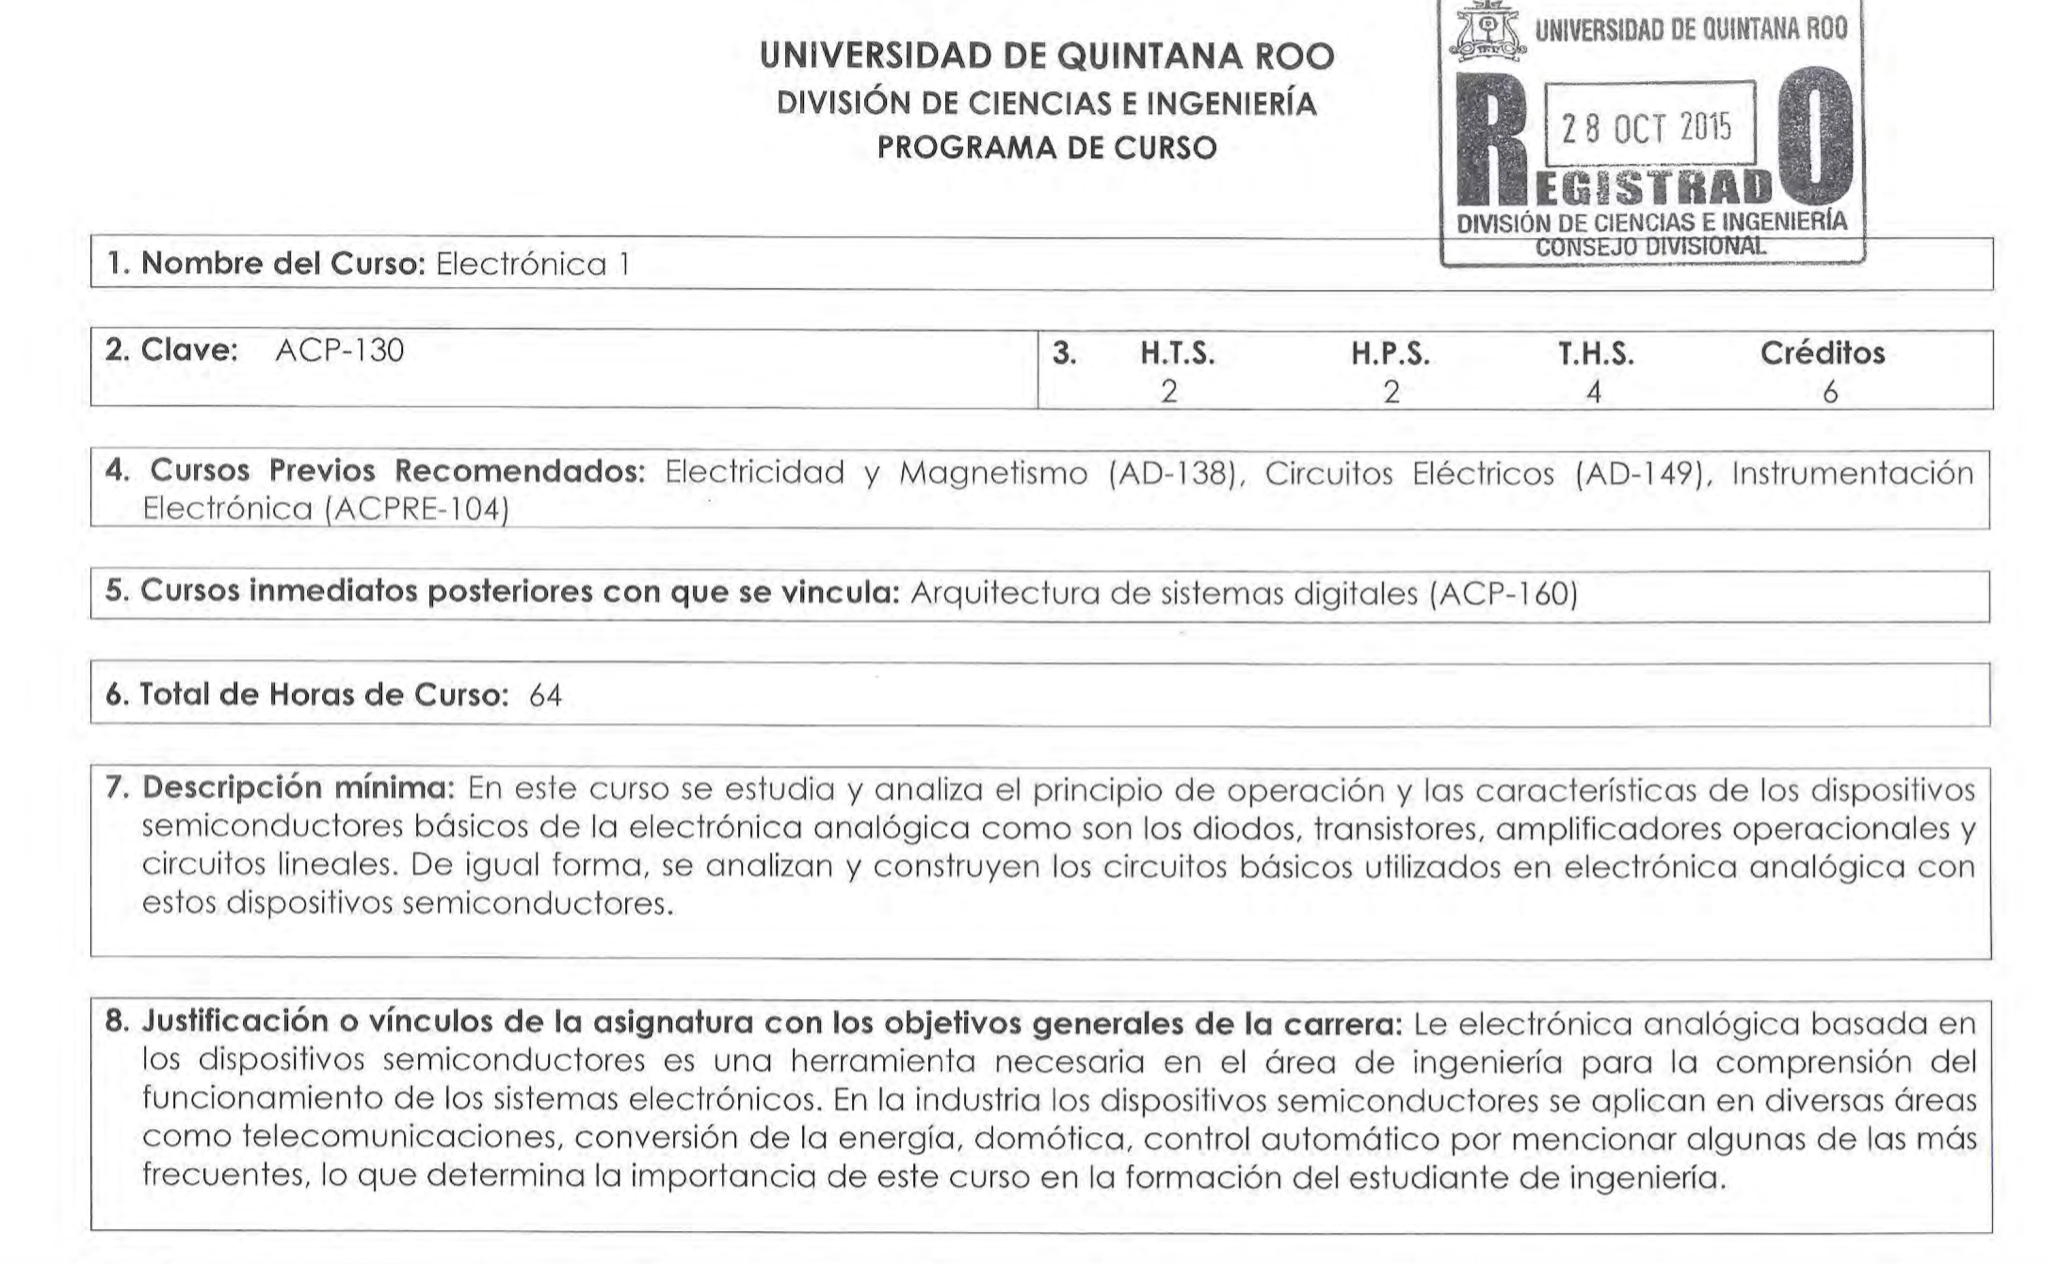 UNIVERSIDAD DE QUINTANA ROO
DIVISIÓN DE CIENCIAS E INGENIERÍA
PROGRAMA DE CURSO
UNIVERSIDAD DE QUINTANA ROO
28 OCT 2015
REGISTRADO
DIVISIÓN DE CIENCIAS E INGENIERÍA
CONSEJO DIVISIONAL
1. Nombre del Curso: Electrónica 1
2. Clave: ACP-130
3. H.T.S. H.P.S. T.H.S. Créditos
2 2 4 6
4. Cursos Previos Recomendados: Electricidad y Magnetismo (AD-138), Circuitos Eléctricos (AD-149), Instrumentación
Electrónica (ACPRE-104)
5. Cursos inmediatos posteriores con que se vincula: Arquitectura de sistemas digitales (ACP-160)
6. Total de Horas de Curso: 64
7. Descripción mínima: En este curso se estudia y analiza el principio de operación y las características de los dispositivos
semiconductores básicos de la electrónica analógica como son los diodos, transistores, amplificadores operacionales y
circuitos lineales. De igual forma, se analizan y construyen los circuitos básicos utilizados en electrónica analógica con
estos dispositivos semiconductores.
8. Justificación o vínculos de la asignatura con los objetivos generales de la carrera: Le electrónica analógica basada en
los dispositivos semiconductores es una herramienta necesaria en el área de ingeniería para la comprensión del
funcionamiento de los sistemas electrónicos. En la industria los dispositivos semiconductores se aplican en diversas áreas
como telecomunicaciones, conversión de la energía, domótica, control automático por mencionar algunas de las más
frecuentes, lo que determina la importancia de este curso en la formación del estudiante de ingeniería.